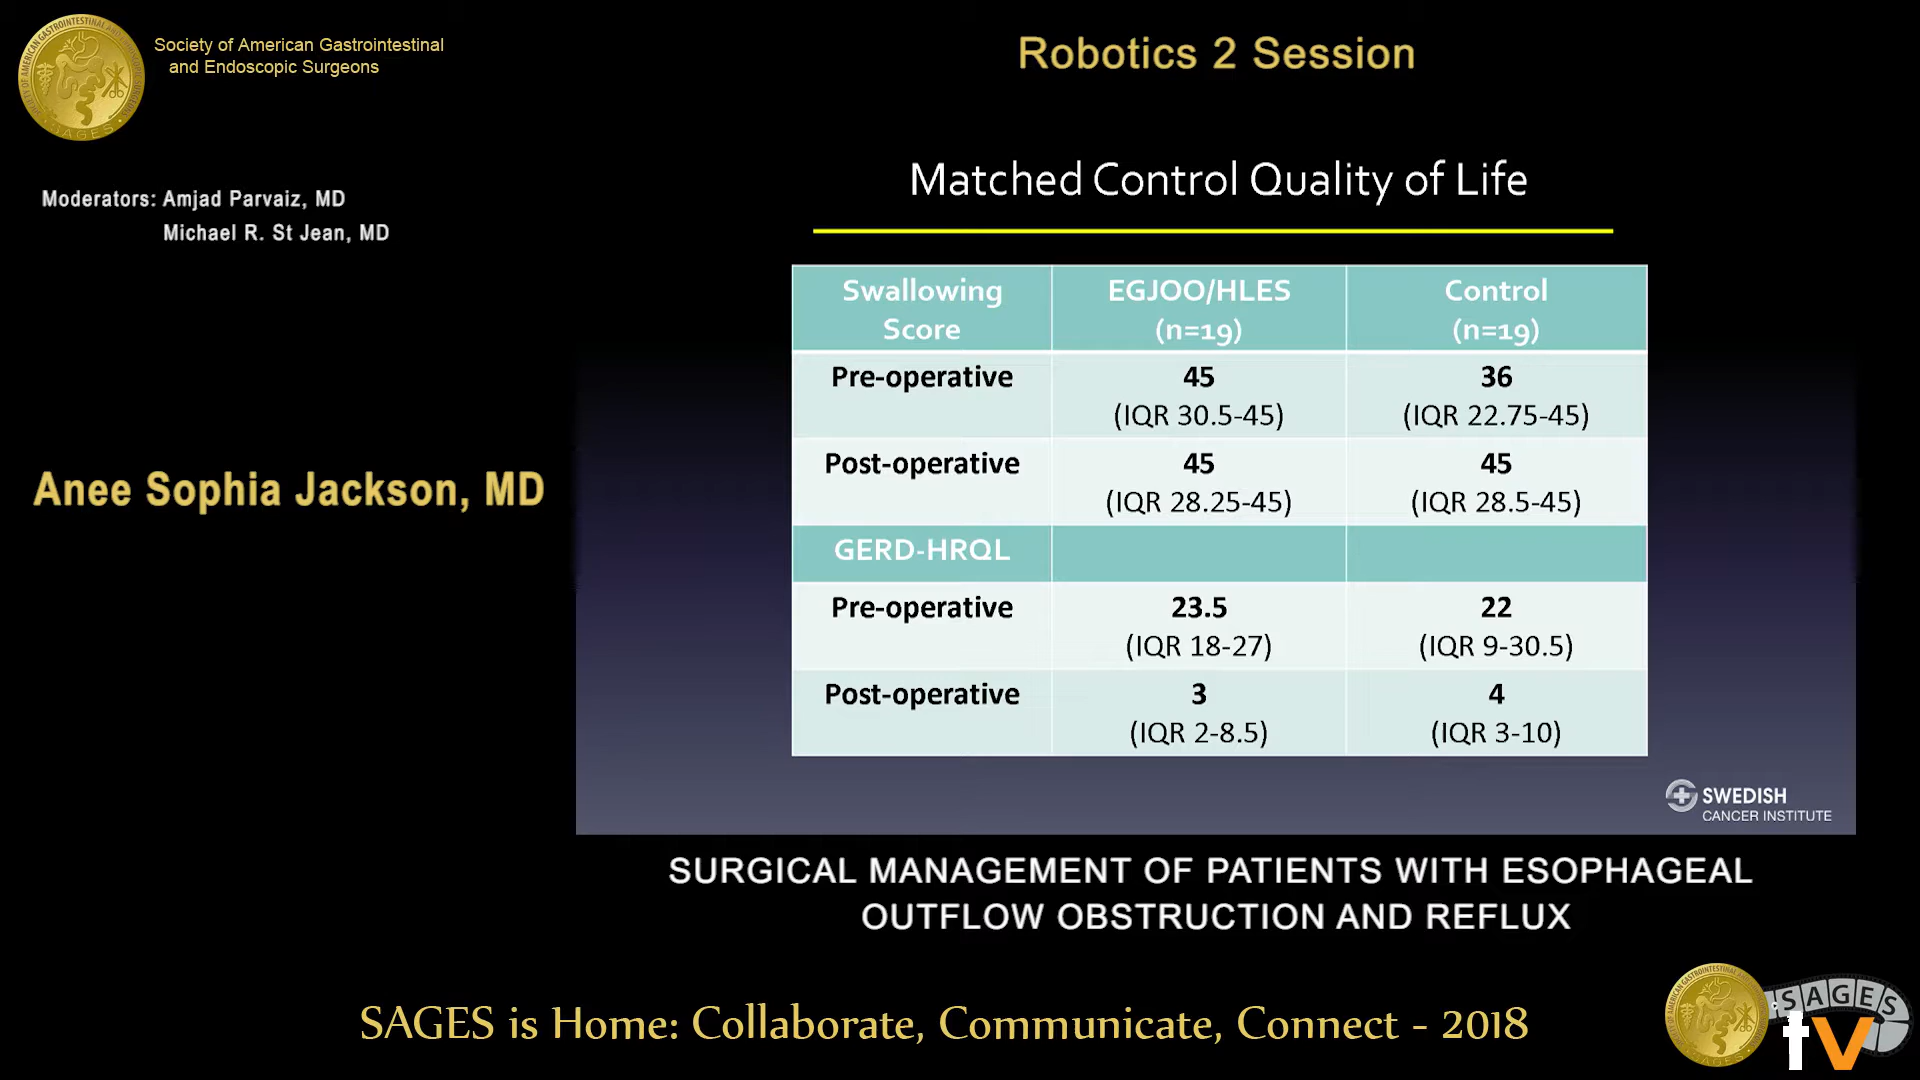 Society of American Gastrointestinal
and Endoscopic Surgeons
Robotics 2 Session
Moderators: Amjad Parvaiz, MD
Michael R. St Jean, MD
Anee Sophia Jackson, MD
Matched Control Quality of Life
Swallowing Score EGJOO/HLES (n=19) Control (n=19)
Pre-operative 45 36
(IQR 30.5-45) (IQR 22.75-45)
Post-operative 45 45
(IQR 28.25-45) (IQR 28.5-45)
GERD-HRQL
Pre-operative 23.5 22
(IQR 18-27) (IQR 9-30.5)
Post-operative 3 4
(IQR 2-8.5) (IQR 3-10)
SWEDISH
CANCER INSTITUTE
SURGICAL MANAGEMENT OF PATIENTS WITH ESOPHAGEAL
OUTFLOW OBSTRUCTION AND REFLUX
SAGES is Home: Collaborate, Communicate, Connect - 2018
SAGES
tv